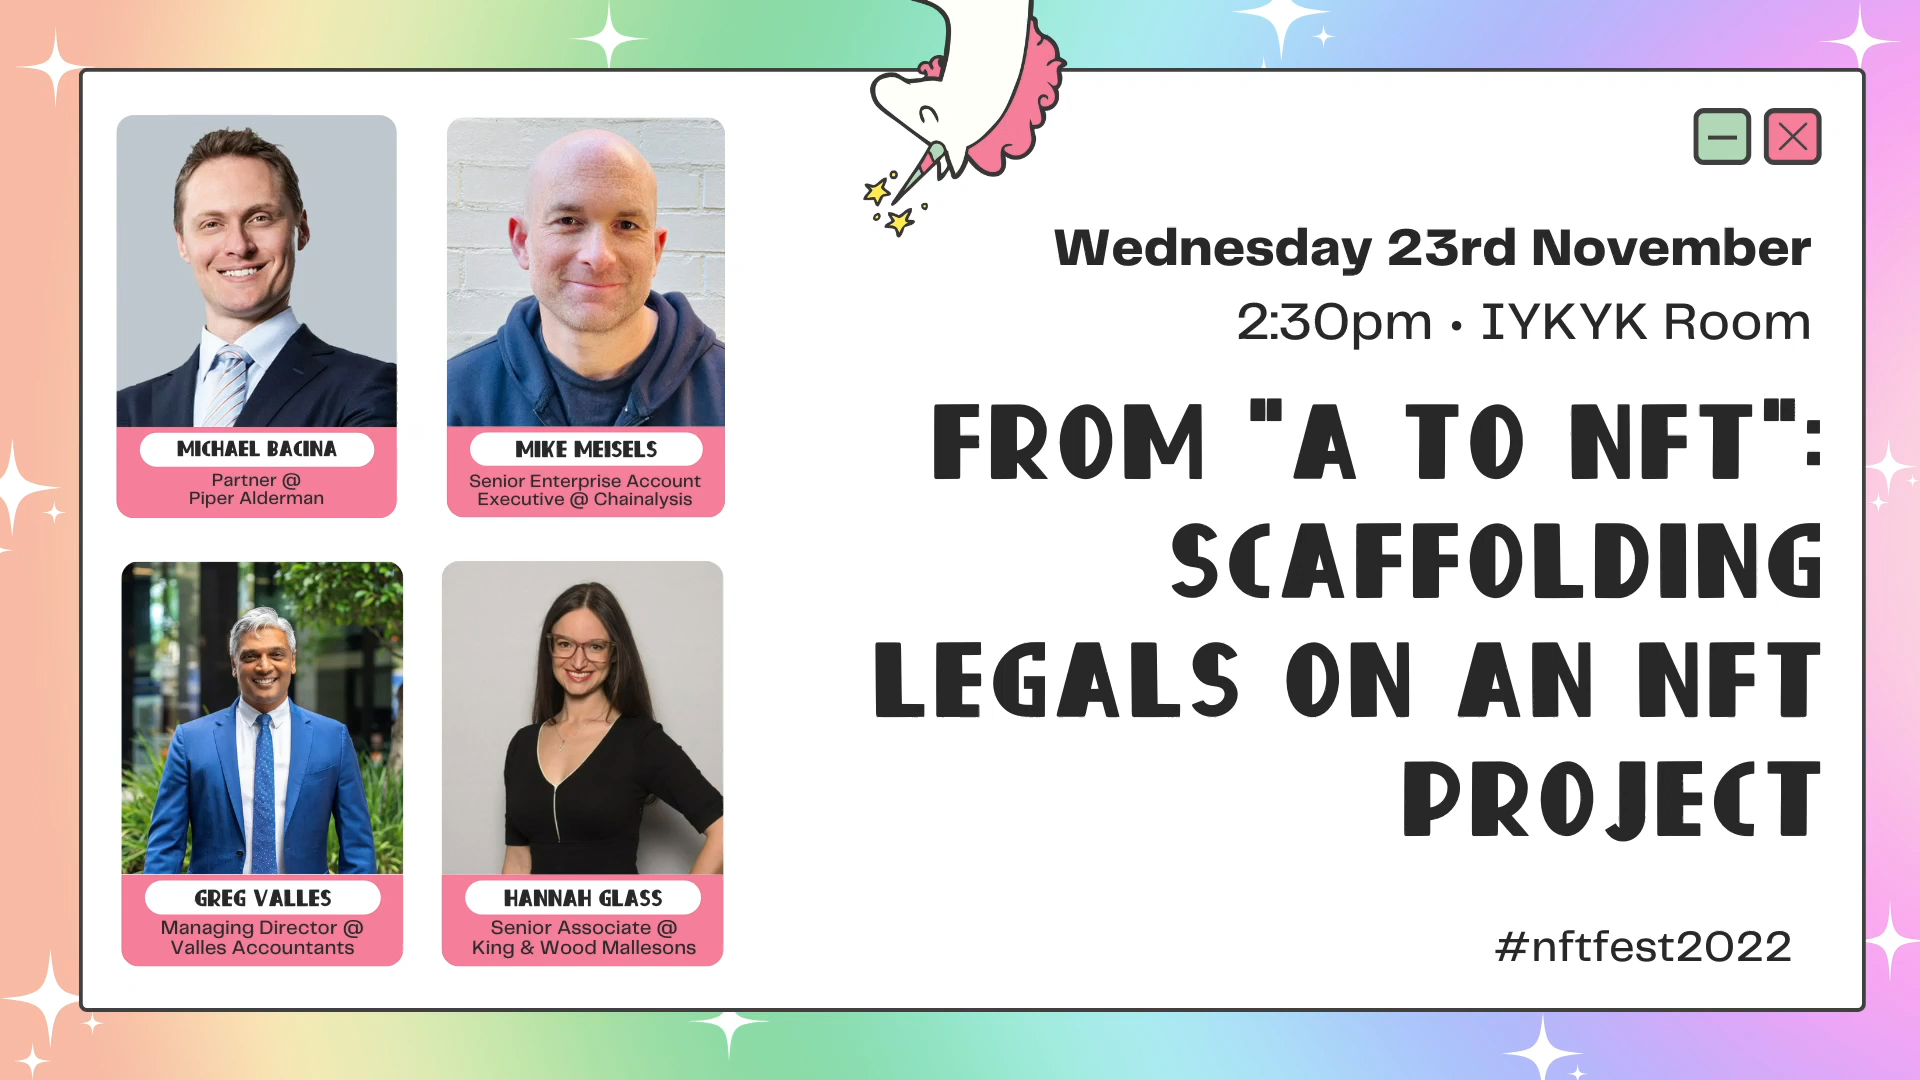 MICHAEL BACINA
Partner @
Piper Alderman
MIKE MEISELS
Senior Enterprise Account
Executive @ Chainalysis
GREG VALLES
Managing Director @
Valles Accountants
HANNAH GLASS
Senior Associate @
King & Wood Mallesons
Wednesday 23rd November
2:30pm • IYKYK Room
FROM "A TO NFT":
SCAFFOLDING
LEGALS ON AN NFT
PROJECT
#nftfest2022